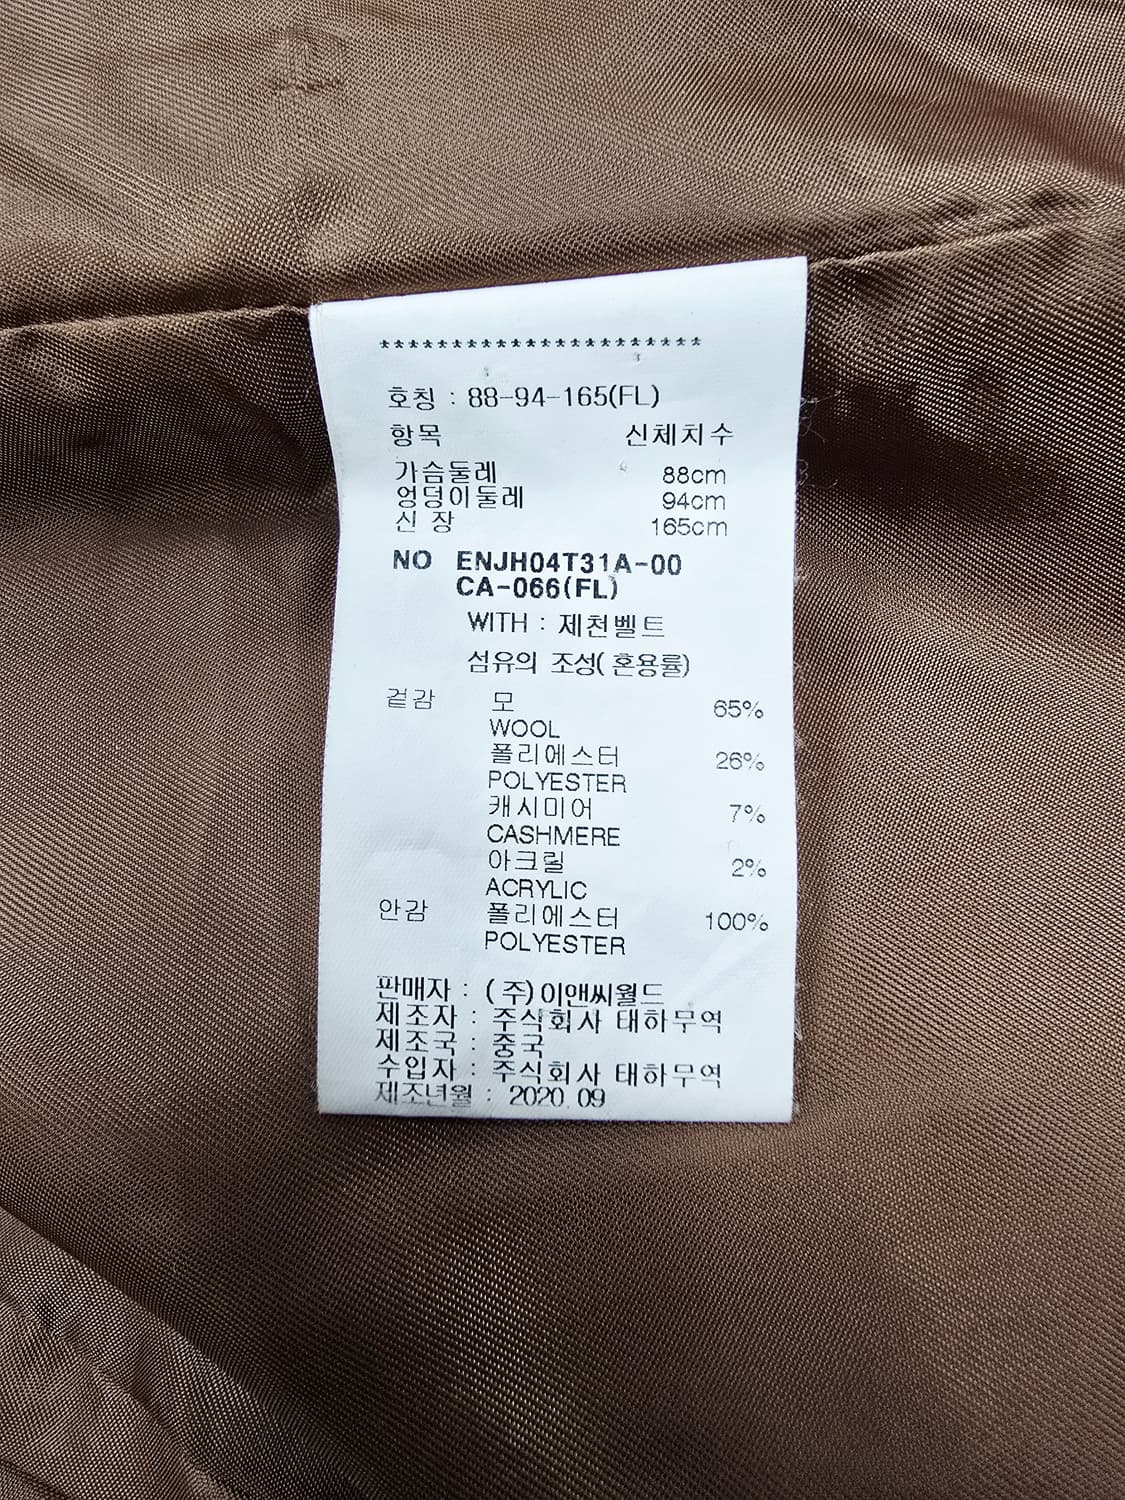 **********************
호칭 : 88-94-165(FL)
항목 신체치수
가슴둘레 88cm
엉덩이둘레 94cm
신 장 165cm
NO ENJH04T31A-00
CA-066(FL)
WITH : 제천벨트
섬유의 조성(혼용률)
겉감 모 65%
WOOL
폴리에스터 26%
POLYESTER
캐시미어 7%
CASHMERE
아크릴 2%
ACRYLIC
안감 폴리에스터 100%
POLYESTER
판매자 : (주)이앤씨월드
제조자 : 주식회사 태하무역
제조국 : 중국
수입자 : 주식회사 태하무역
제조년월 : 2020.09